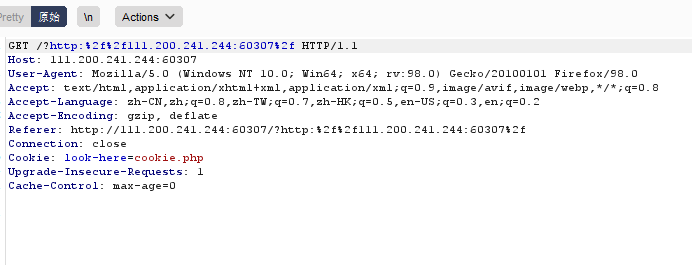 Pretty 原始 \n Actions
GET /?http:%2f%2f111.200.241.244:60307%2f HTTP/1.1
Host: 111.200.241.244:60307
User-Agent: Mozilla/5.0 (Windows NT 10.0; Win64; x64; rv:98.0) Gecko/20100101 Firefox/98.0
Accept: text/html,application/xhtml+xml,application/xml;q=0.9,image/avif,image/webp,*/*;q=0.8
Accept-Language: zh-CN,zh;q=0.8,zh-TW;q=0.7,zh-HK;q=0.5,en-US;q=0.3,en;q=0.2
Accept-Encoding: gzip, deflate
Referer: http://111.200.241.244:60307/?http:%2f%2f111.200.241.244:60307%2f
Connection: close
Cookie: look-here=cookie.php
Upgrade-Insecure-Requests: 1
Cache-Control: max-age=0